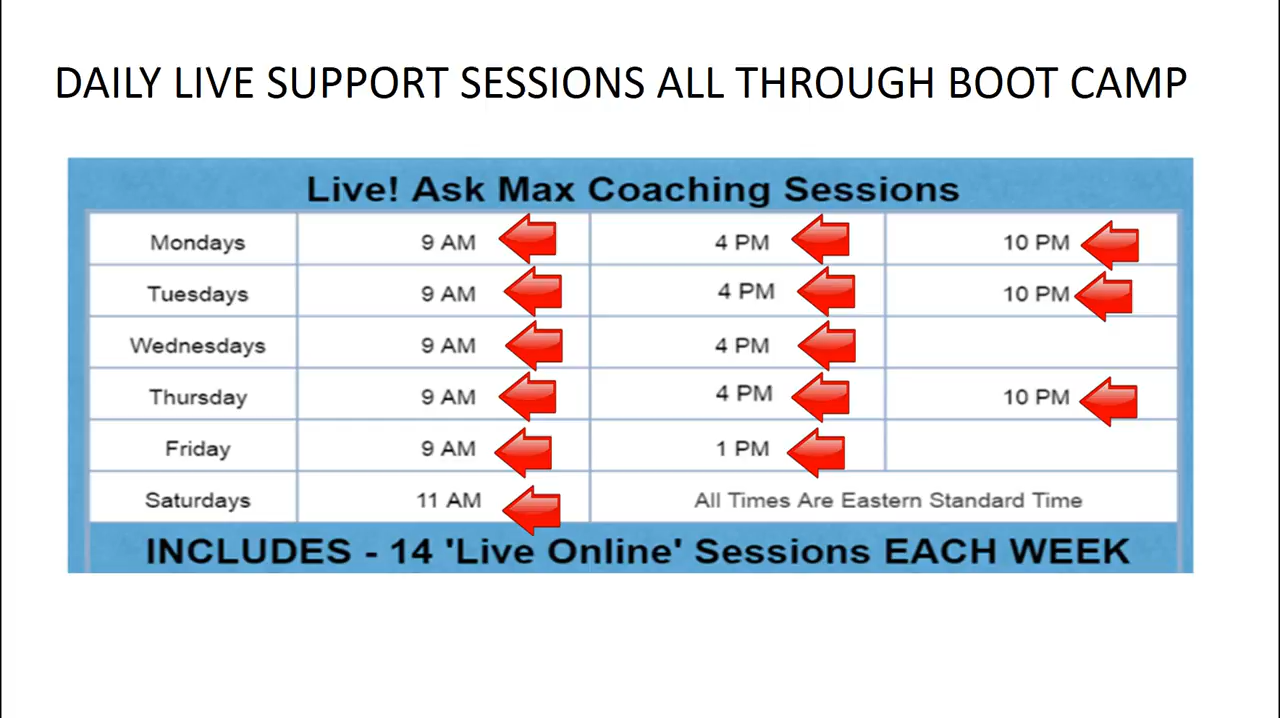 DAILY LIVE SUPPORT SESSIONS ALL THROUGH BOOT CAMP
Live! Ask Max Coaching Sessions
Mondays 9 AM 4 PM 10 PM
Tuesdays 9 AM 4 PM 10 PM
Wednesdays 9 AM 4 PM
Thursday 9 AM 4 PM 10 PM
Friday 9 AM 1 PM
Saturdays 11 AM All Times Are Eastern Standard Time
INCLUDES - 14 'Live Online' Sessions EACH WEEK